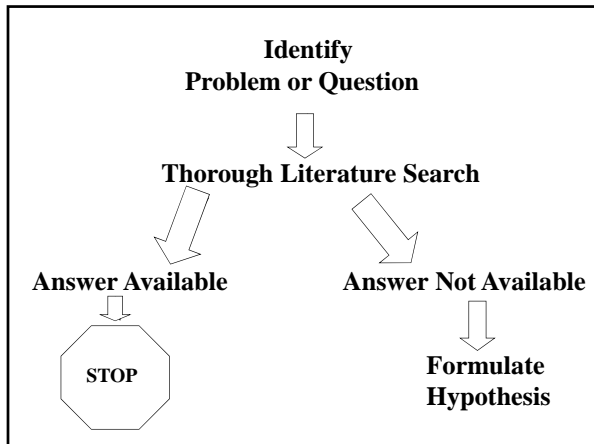 Identify
Problem or Question
Thorough Literature Search
Answer Available
Answer Not Available
STOP
Formulate
Hypothesis